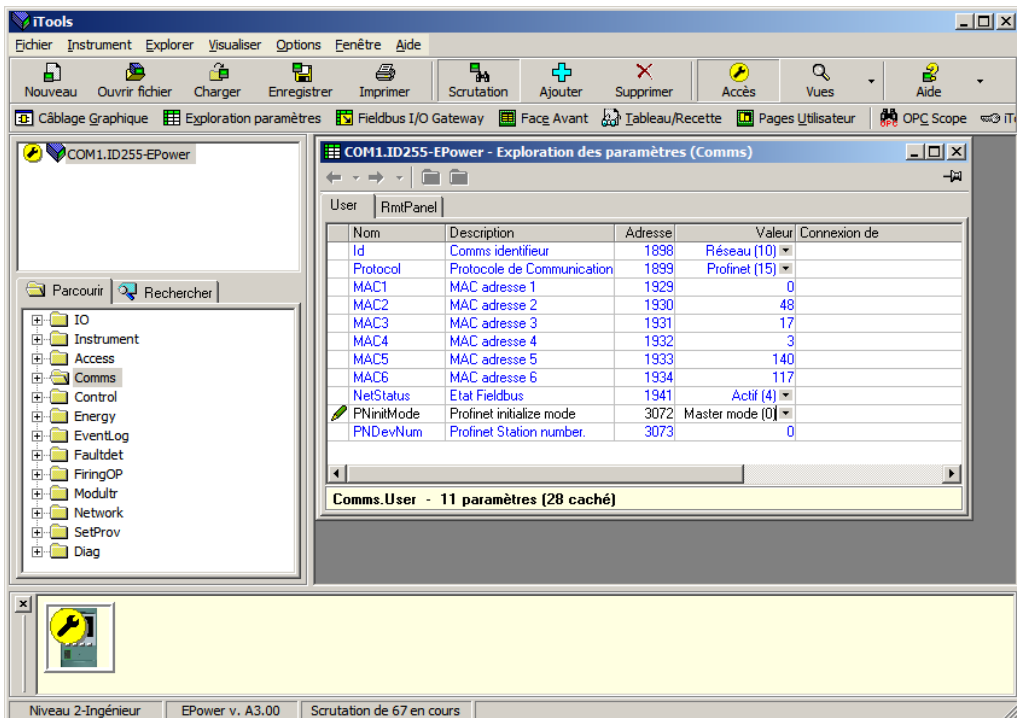 iTools
Fichier Instrument Explorer Visualiser Options Fenêtre Aide
Nouveau Ouvrir fichier Charger Enregistrer Imprimer Scrutation Ajouter Supprimer Accès Vues Aide
Câblage Graphique Exploration paramètres Fieldbus I/O Gateway Face Avant Tableau/Recette Pages Utilisateur OPC Scope iT
COM1.ID255-EPower
COM1.ID255-EPower - Exploration des paramètres (Comms)
User RmtPanel
Nom Description Adresse Valeur Connexion de
Id Comms identifieur 1898 Réseau (10)
Protocol Protocole de Communication 1899 Profinet (15)
MAC1 MAC adresse 1 1929 0
MAC2 MAC adresse 2 1930 48
MAC3 MAC adresse 3 1931 17
MAC4 MAC adresse 4 1932 3
MAC5 MAC adresse 5 1933 140
MAC6 MAC adresse 6 1934 117
NetStatus Etat Fieldbus 1941 Actif (4)
PNinitMode Profinet initialize mode 3072 Master mode (0)
PNDevNum Profinet Station number. 3073 0
Comms.User - 11 paramètres (28 caché)
Parcourir Rechercher
IO
Instrument
Access
Comms
Control
Energy
EventLog
Faultdet
FiringOP
Modultr
Network
SetProv
Diag
Niveau 2-Ingénieur EPower v. A3.00 Scrutation de 67 en cours